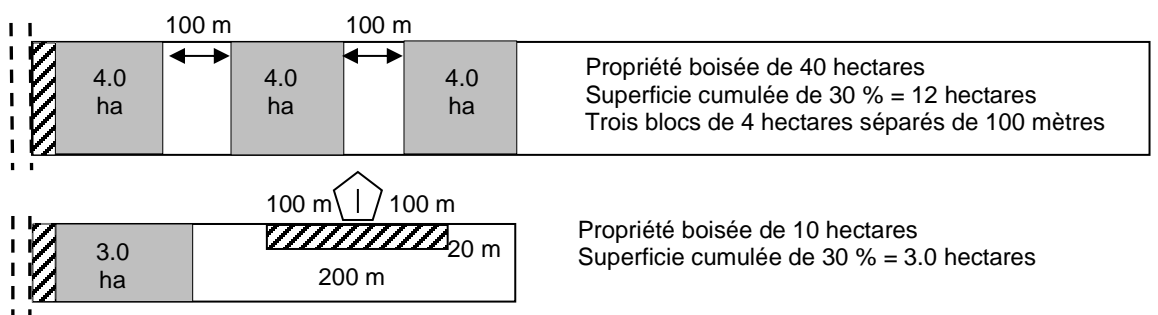 100 m
100 m
4.0
ha
4.0
ha
4.0
ha
Propriété boisée de 40 hectares
Superficie cumulée de 30 % = 12 hectares
Trois blocs de 4 hectares séparés de 100 mètres
100 m
100 m
3.0
ha
20 m
200 m
Propriété boisée de 10 hectares
Superficie cumulée de 30 % = 3.0 hectares